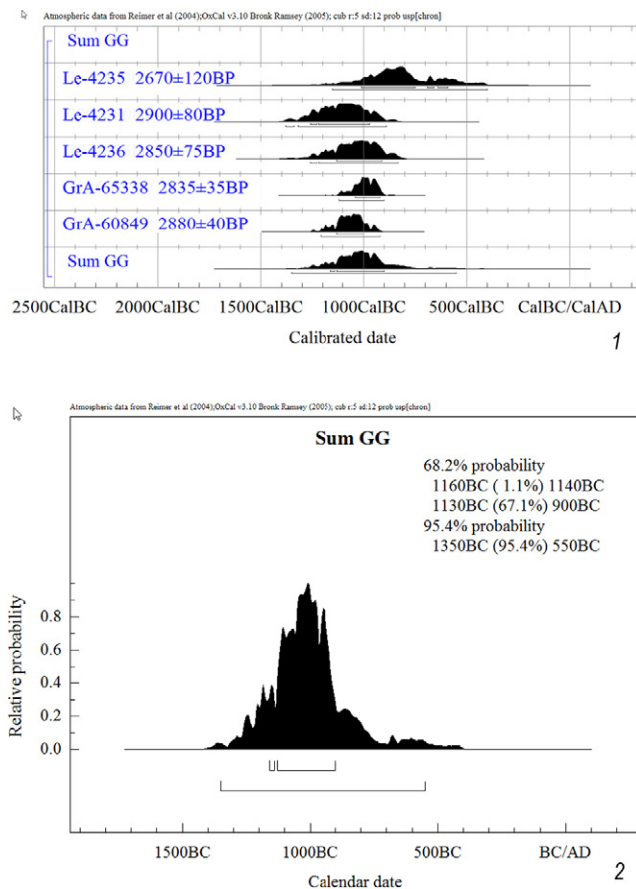 Atmospheric data from Reimer et al (2004);OxCal v3.10 Bronk Ramsey (2005); cub r:5 sd:12 prob usp[chron]
Sum GG
Le-4235 2670±120BP
Le-4231 2900±80BP
Le-4236 2850±75BP
GrA-65338 2835±35BP
GrA-60849 2880±40BP
Sum GG
2500CalBC 2000CalBC 1500CalBC 1000CalBC 500CalBC CalBC/CalAD
Calibrated date
1
Atmospheric data from Reimer et al (2004);OxCal v3.10 Bronk Ramsey (2005); cub r:5 sd:12 prob usp[chron]
Sum GG
68.2% probability
1160BC ( 1.1%) 1140BC
1130BC (67.1%) 900BC
95.4% probability
1350BC (95.4%) 550BC
Relative probability
0.8
0.6
0.4
0.2
0.0
1500BC 1000BC 500BC BC/AD
Calendar date
2